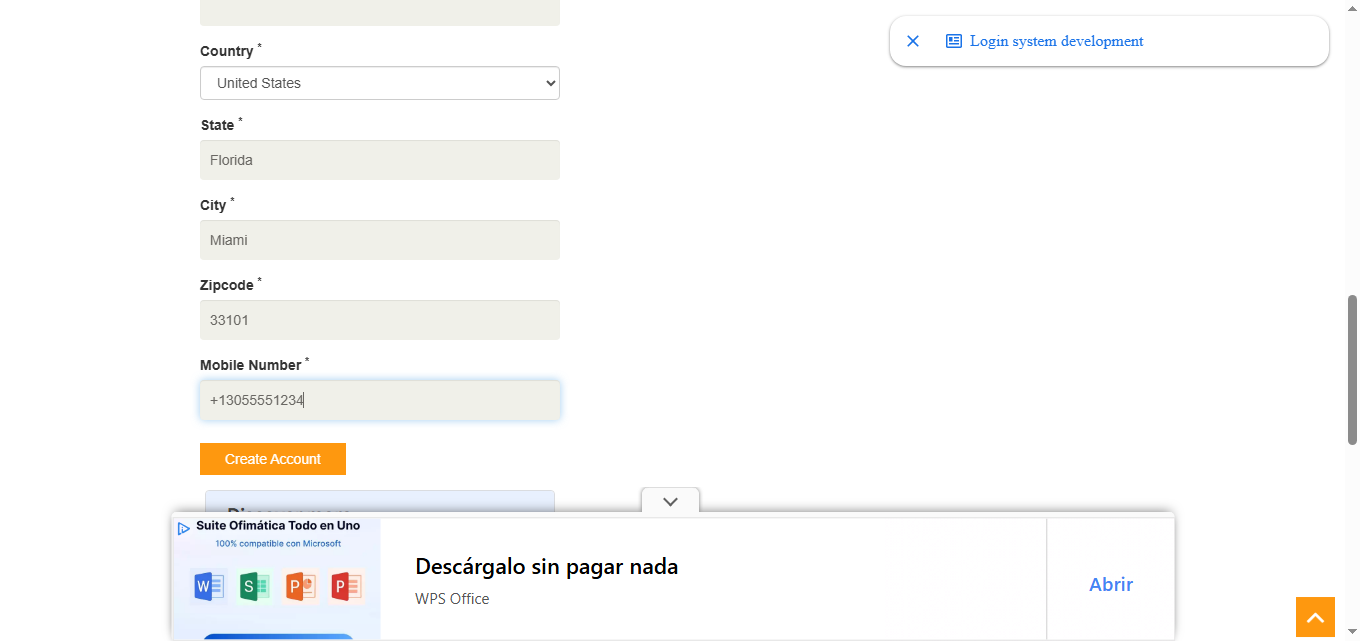 Country *
United States
State *
Florida
City *
Miami
Zipcode *
33101
Mobile Number *
+13055551234
Create Account
Login system development
Suite Ofimática Todo en Uno
100% compatible con Microsoft
W
S
P
P
Descárgalo sin pagar nada
WPS Office
Abrir